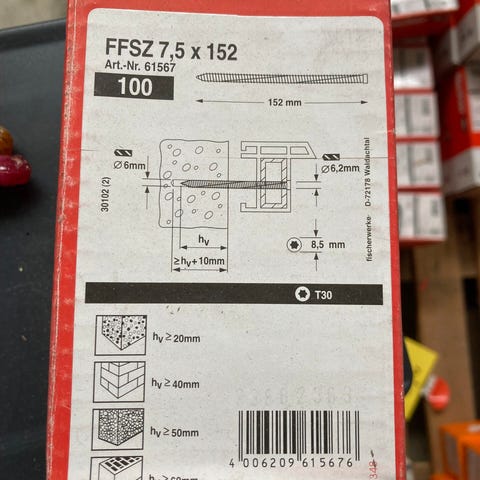 FFSZ 7,5 x 152
Art.-Nr. 61567
100
152 mm
Ø 6mm
Ø 6,2mm
30102 (2)
fischerwerke · D-72178 Waldachtal
hv
8,5 mm
≥hv+10mm
T30
hv ≥ 20mm
hv ≥ 40mm
hv ≥ 50mm
4 006209 615676
348